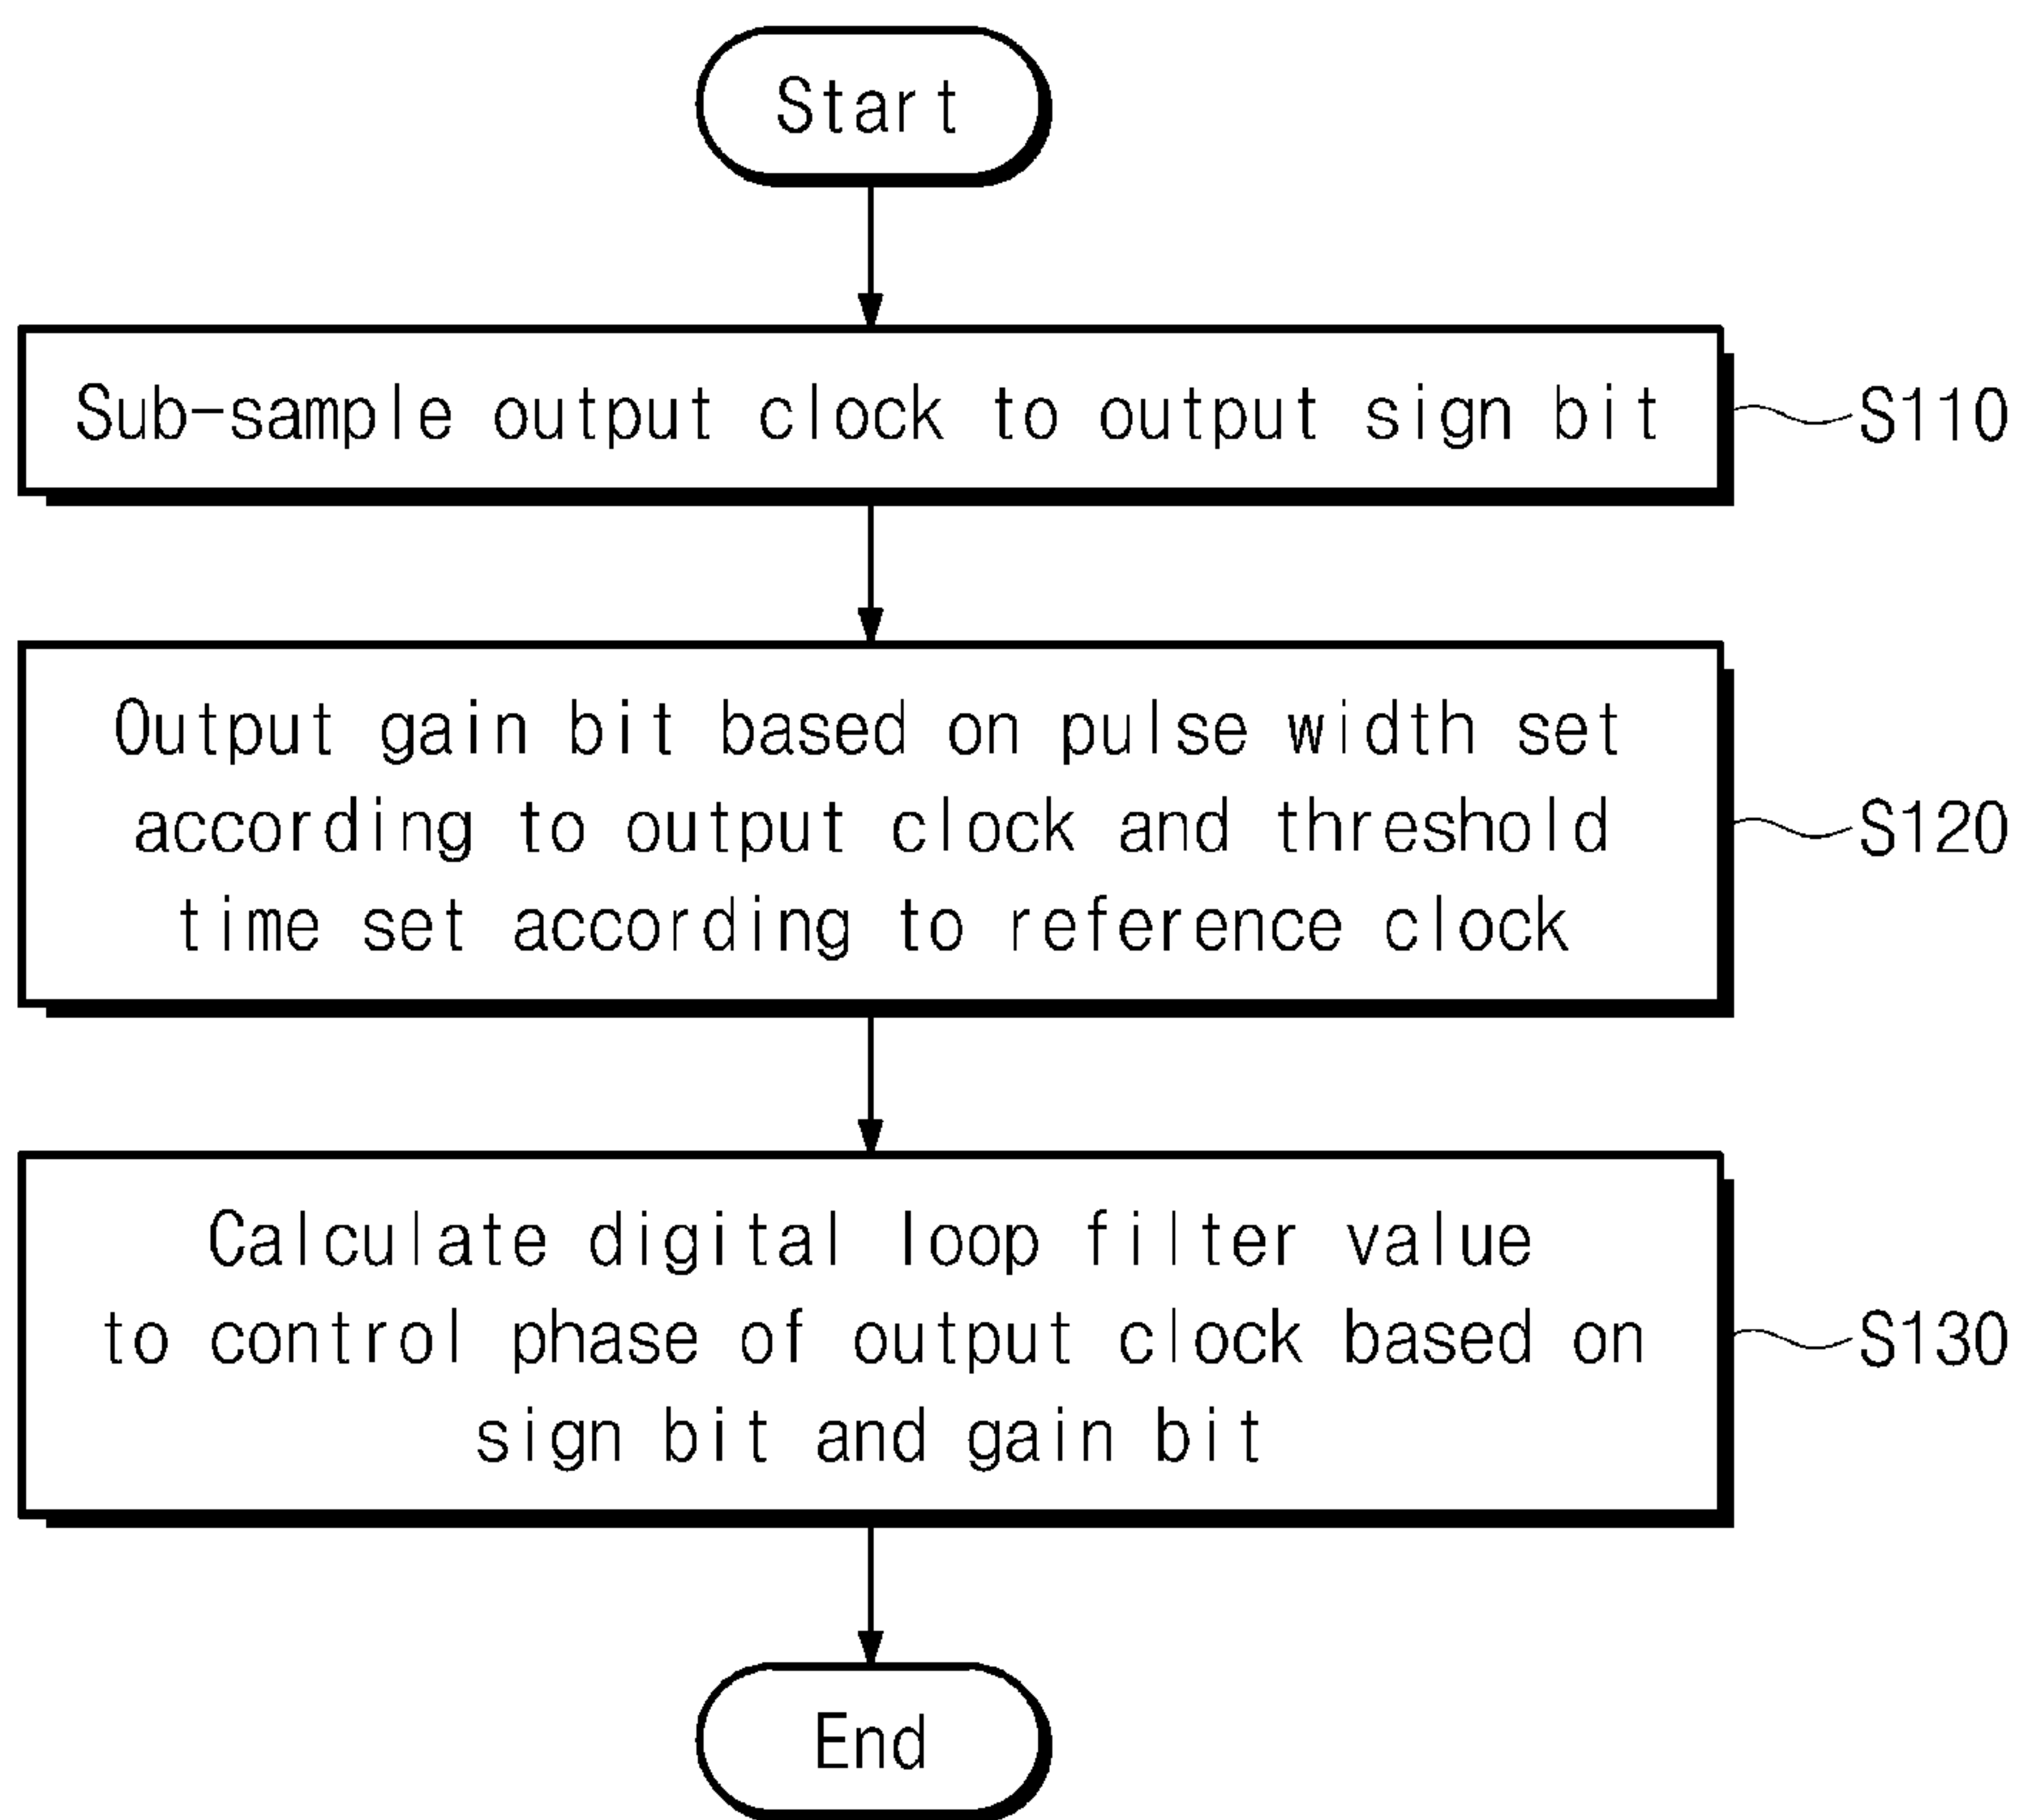 Start
Sub-sample output clock to output sign bit
S110
Output gain bit based on pulse width set
according to output clock and threshold
time set according to reference clock
S120
Calculate digital loop filter value
to control phase of output clock based on
sign bit and gain bit
S130
End